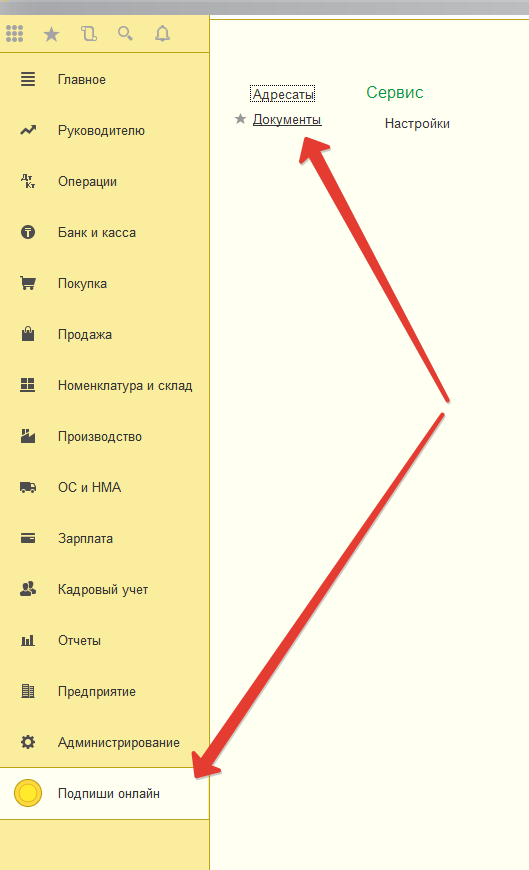 Главное
Руководителю
Дт
Кт
Операции
Банк и касса
Покупка
Продажа
Номенклатура и склад
Производство
ОС и НМА
Зарплата
Кадровый учет
Отчеты
Предприятие
Администрирование
Подпиши онлайн
Адресаты
Документы
Сервис
Настройки